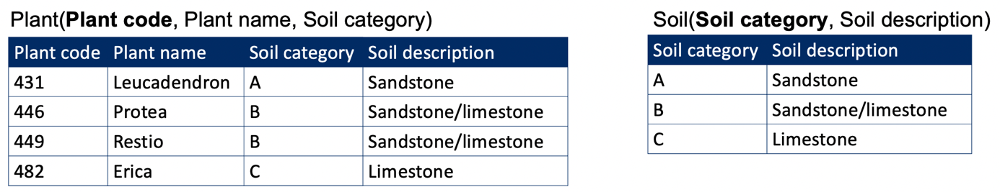 Plant(Plant code, Plant name, Soil category)
Plant code Plant name Soil category Soil description
431 Leucadendron A Sandstone
446 Protea B Sandstone/limestone
449 Restio B Sandstone/limestone
482 Erica C Limestone
Soil(Soil category, Soil description)
Soil category Soil description
A Sandstone
B Sandstone/limestone
C Limestone